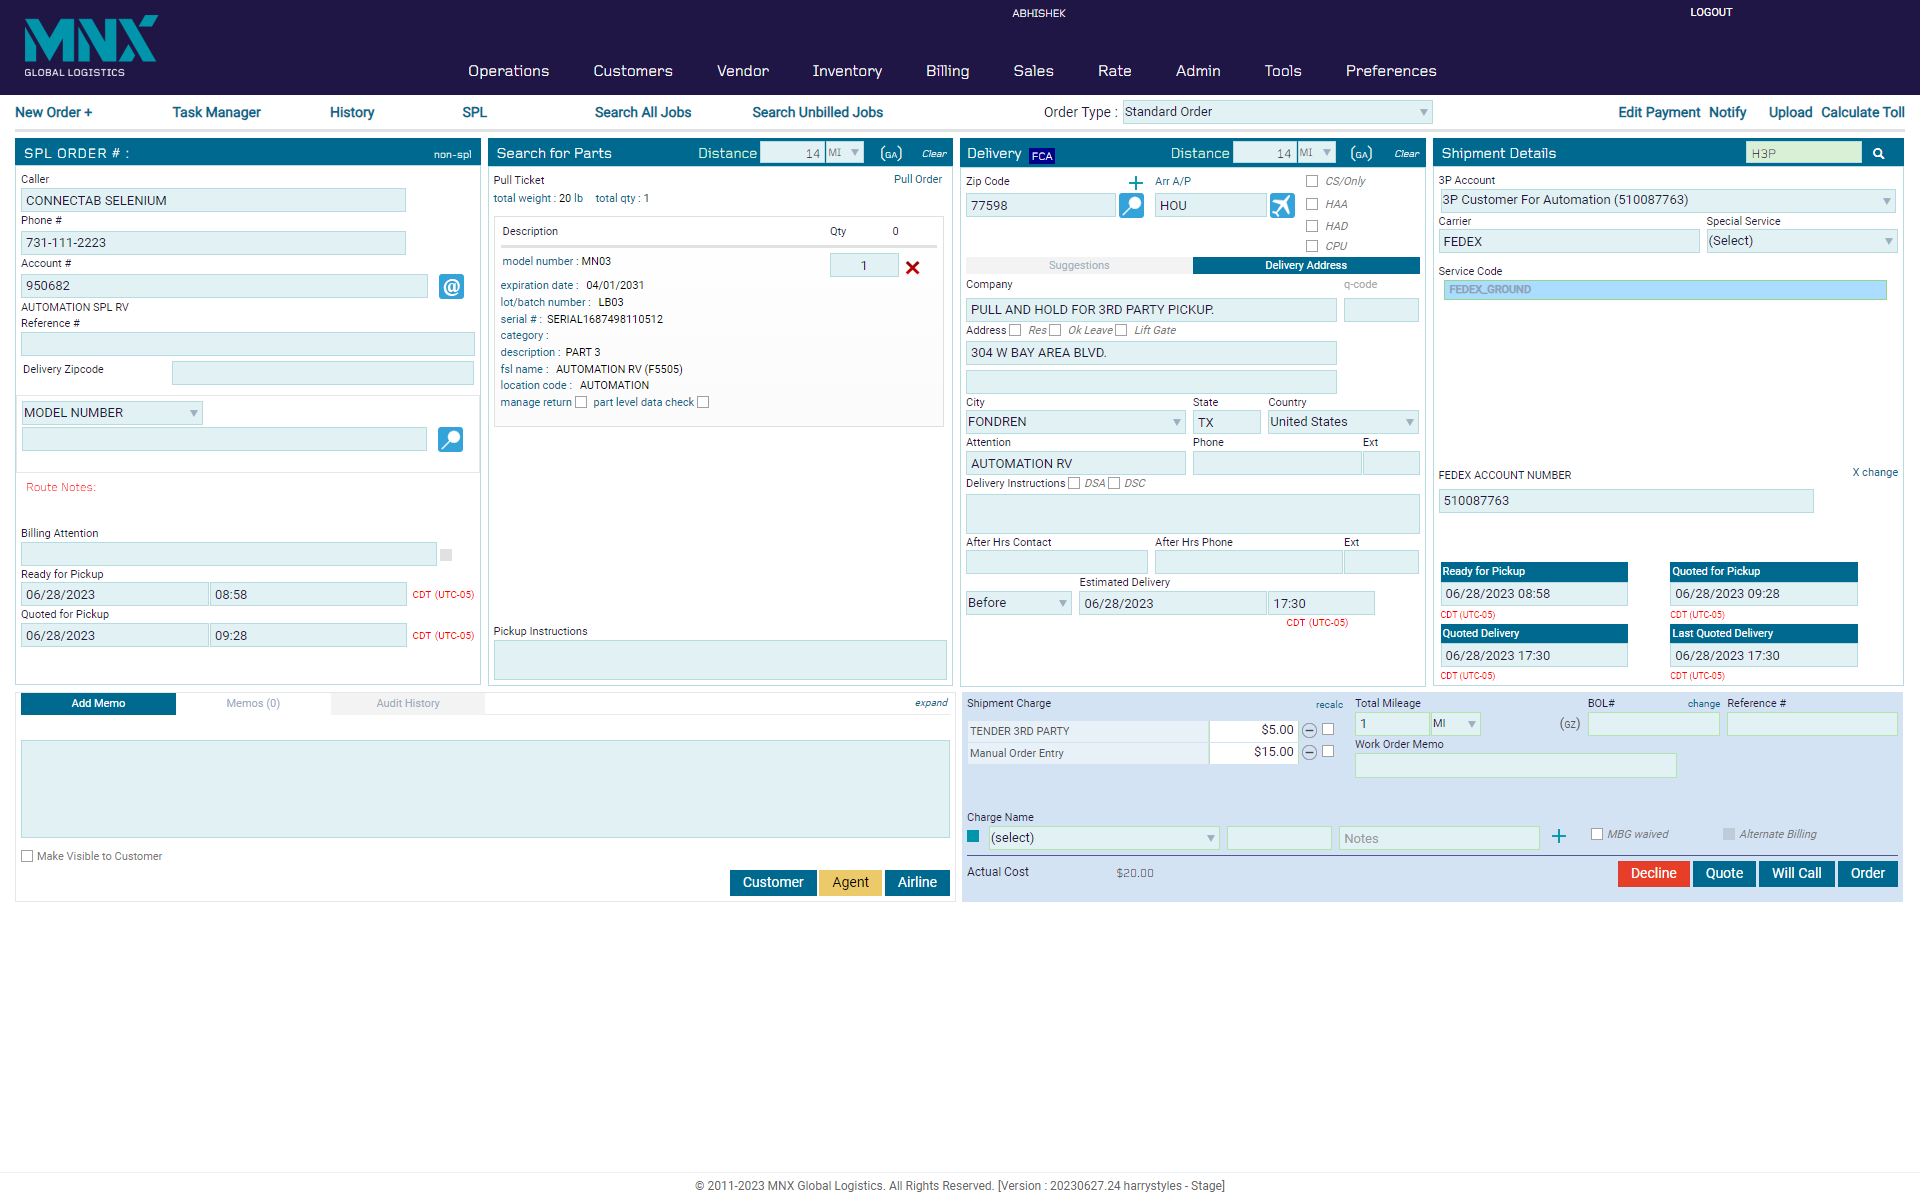 ABHISHEK
LOGOUT
MNX
GLOBAL LOGISTICS
Operations Customers Vendor Inventory Billing Sales Rate Admin Tools Preferences
New Order + Task Manager History SPL Search All Jobs Search Unbilled Jobs Order Type : Standard Order Edit Payment Notify Upload Calculate Toll
SPL ORDER # : non-spl
Caller
CONNECTAB SELENIUM
Phone #
731-111-2223
Account #
950682 @
AUTOMATION SPL RV
Reference #
Delivery Zipcode
MODEL NUMBER
Route Notes:
Billing Attention
Ready for Pickup
06/28/2023 08:58 CDT (UTC-05)
Quoted for Pickup
06/28/2023 09:28 CDT (UTC-05)
Search for Parts Distance 14 MI (GA) Clear
Pull Ticket Pull Order
total weight : 20 lb total qty : 1
Description Qty 0
model number : MN03 1
expiration date : 04/01/2031
lot/batch number : LB03
serial # : SERIAL1687498110512
category :
description : PART 3
fsl name : AUTOMATION RV (F5505)
location code : AUTOMATION
manage return part level data check
Pickup Instructions
Delivery FCA Distance 14 MI (GA) Clear
Zip Code Arr A/P CS/Only
77598 HOU HAA
HAD
CPU
Suggestions Delivery Address
Company q-code
PULL AND HOLD FOR 3RD PARTY PICKUP.
Address Res Ok Leave Lift Gate
304 W BAY AREA BLVD.
City State Country
FONDREN TX United States
Attention Phone Ext
AUTOMATION RV
Delivery Instructions DSA DSC
After Hrs Contact After Hrs Phone Ext
Estimated Delivery
Before 06/28/2023 17:30
CDT (UTC-05)
Shipment Details H3P
3P Account
3P Customer For Automation (510087763)
Carrier Special Service
FEDEX (Select)
Service Code
FEDEX_GROUND
FEDEX ACCOUNT NUMBER X change
510087763
Ready for Pickup Quoted for Pickup
06/28/2023 08:58 06/28/2023 09:28
CDT (UTC-05) CDT (UTC-05)
Quoted Delivery Last Quoted Delivery
06/28/2023 17:30 06/28/2023 17:30
CDT (UTC-05) CDT (UTC-05)
Add Memo Memos (0) Audit History expand
Make Visible to Customer
Customer Agent Airline
Shipment Charge recalc Total Mileage BOL# change Reference #
TENDER 3RD PARTY $5.00 1 MI (GZ)
Manual Order Entry $15.00 Work Order Memo
Charge Name
(select) Notes MBG waived Alternate Billing
Actual Cost $20.00 Decline Quote Will Call Order
© 2011-2023 MNX Global Logistics. All Rights Reserved. [Version : 20230627.24 harrystyles - Stage]